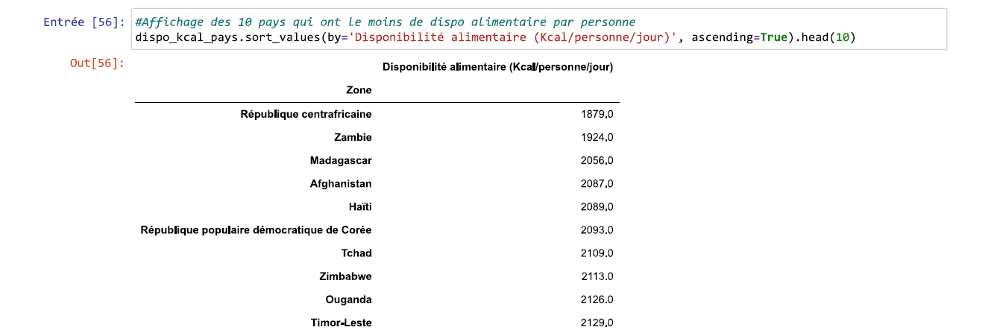 Entrée [56]: #Affichage des 10 pays qui ont le moins de dispo alimentaire par personne
dispo_kcal_pays.sort_values(by='Disponibilité alimentaire (Kcal/personne/jour)', ascending=True).head(10)
Out[56]:
Disponibilité alimentaire (Kcal/personne/jour)
Zone
République centrafricaine 1879.0
Zambie 1924.0
Madagascar 2056.0
Afghanistan 2087.0
Haïti 2089.0
République populaire démocratique de Corée 2093.0
Tchad 2109.0
Zimbabwe 2113.0
Ouganda 2126.0
Timor-Leste 2129.0